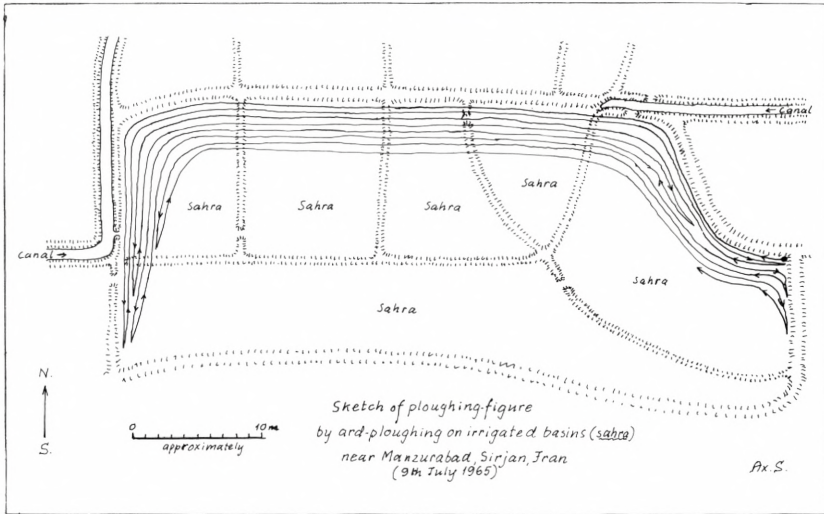 ← Canal
Sahra
Sahra
Sahra
Sahra
Canal →
Sahra
Sahra
N.
S.
0 10 m
approximately
Sketch of ploughing-figure
by ard-ploughing on irrigated basins (sahra)
near Manzurabad, Sirjan, Iran
(9th July 1965)
Ax. S.